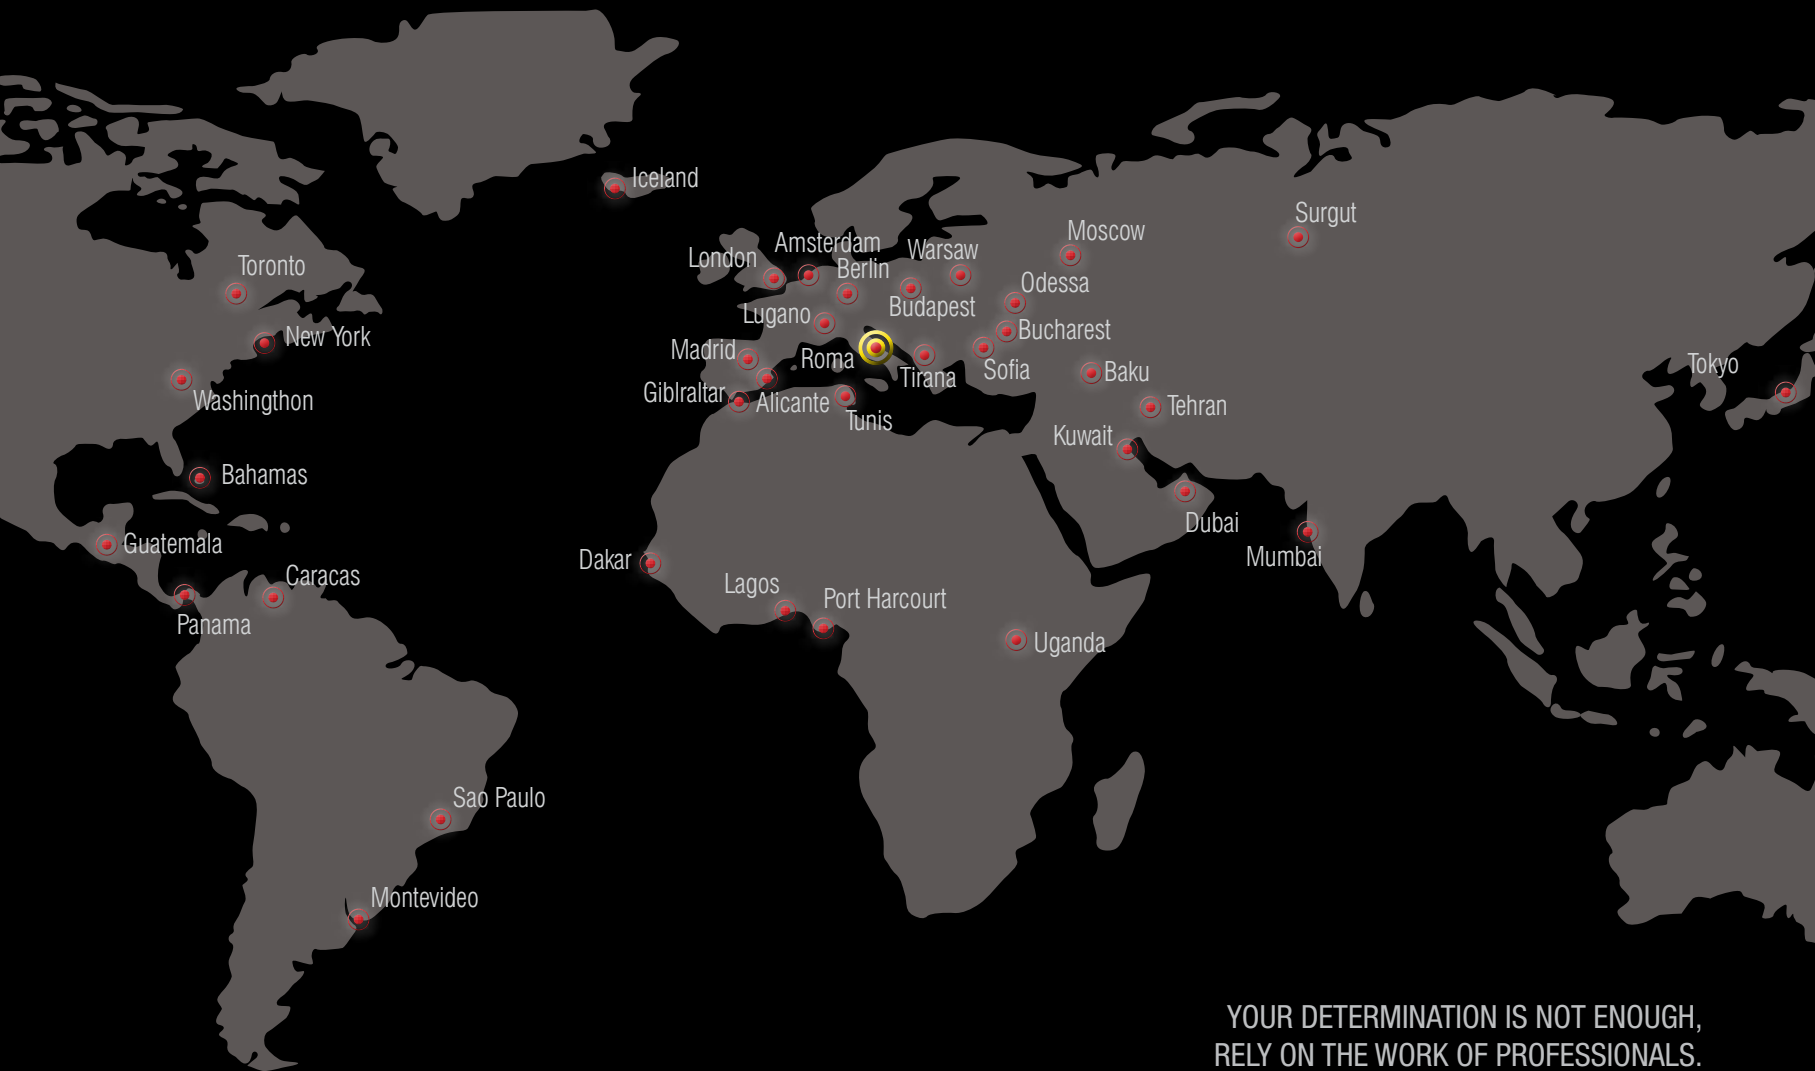 Iceland
Surgut
Moscow
Amsterdam
Warsaw
London
Toronto
Berlin
Odessa
Budapest
Lugano
Bucharest
New York
Madrid
Roma
Tokyo
Sofia
Baku
Tirana
Giblraltar
Washingthon
Alicante
Tehran
Tunis
Kuwait
Bahamas
Dubai
Guatemala
Mumbai
Dakar
Caracas
Lagos
Port Harcourt
Panama
Uganda
Sao Paulo
Montevideo
YOUR DETERMINATION IS NOT ENOUGH,
RELY ON THE WORK OF PROFESSIONALS.